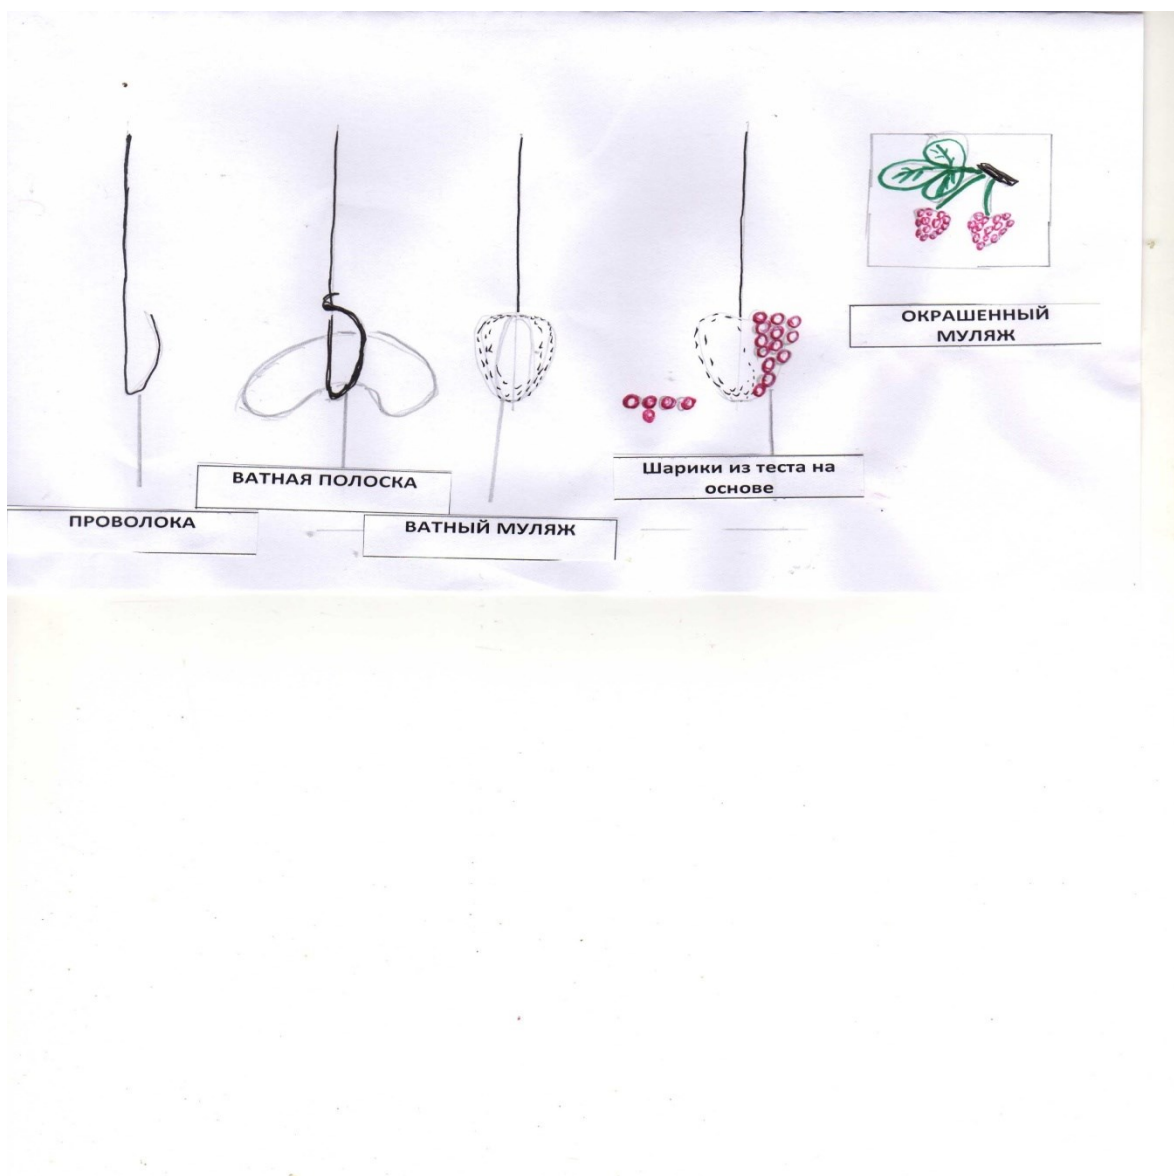 ПРОВОЛОКА
ВАТНАЯ ПОЛОСКА
ВАТНЫЙ МУЛЯЖ
Шарики из теста на
основе
ОКРАШЕННЫЙ
МУЛЯЖ